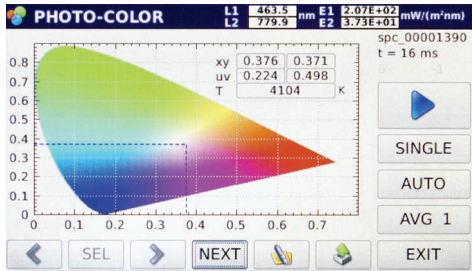 PHOTO-COLOR
L1 463.5 nm E1 2.07E+02 mW/(m²nm)
L2 779.9 E2 3.73E+01
spc_00001390
t = 16 ms
xy 0.376 0.371
uv 0.224 0.498
T 4104 K
0.8
0.7
0.6
0.5
0.4
0.3
0.2
0.1
0
0 0.1 0.2 0.3 0.4 0.5 0.6 0.7
SINGLE
AUTO
AVG 1
SEL NEXT EXIT